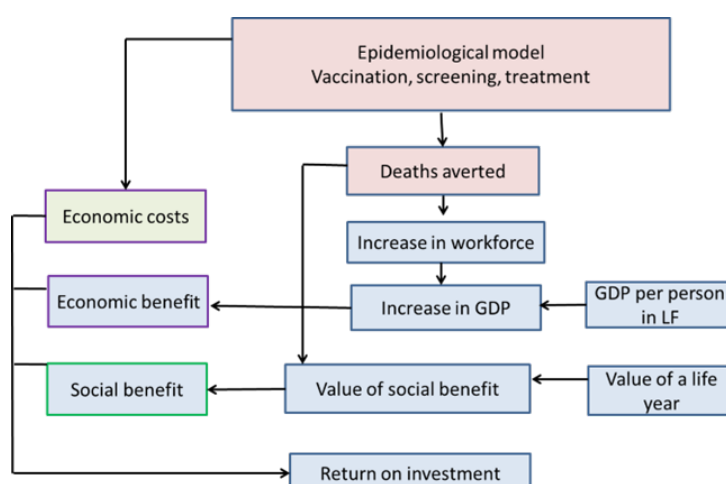 Epidemiological model
Vaccination, screening, treatment
Deaths averted
Economic costs
Increase in workforce
Economic benefit
Increase in GDP
GDP per person
in LF
Social benefit
Value of social benefit
Value of a life
year
Return on investment